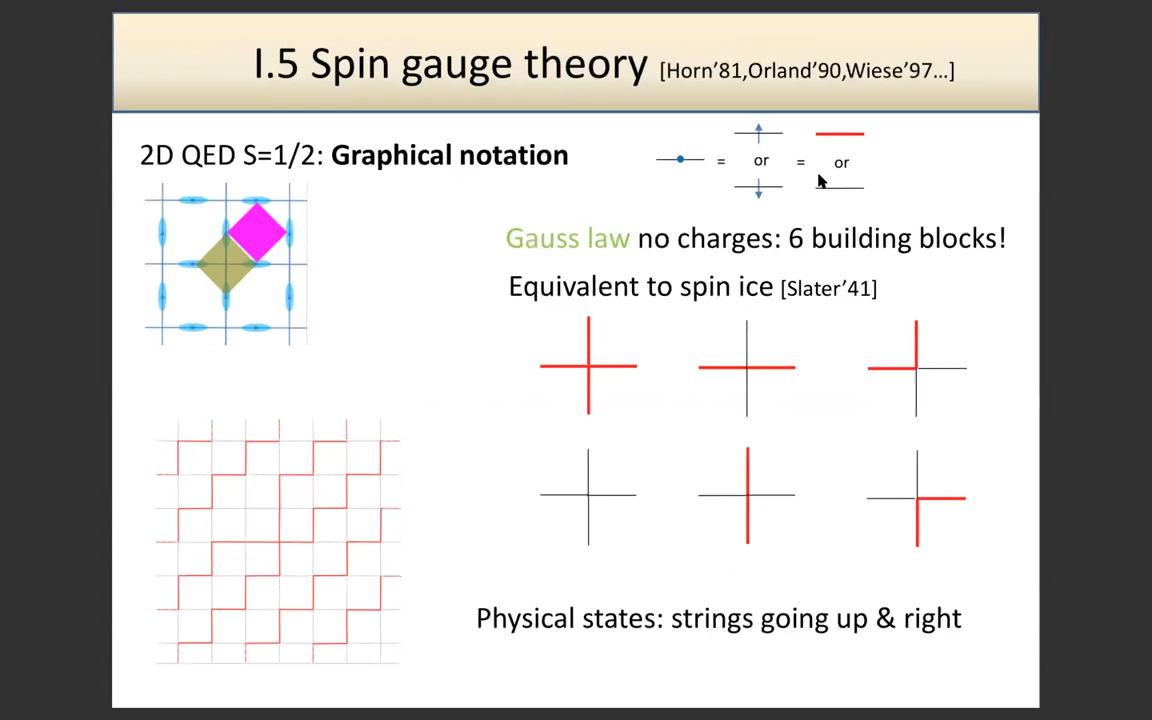 I.5 Spin gauge theory [Horn’81,Orland’90,Wiese’97…]
2D QED S=1/2: Graphical notation
= or = or
Gauss law no charges: 6 building blocks!
Equivalent to spin ice [Slater’41]
Physical states: strings going up & right